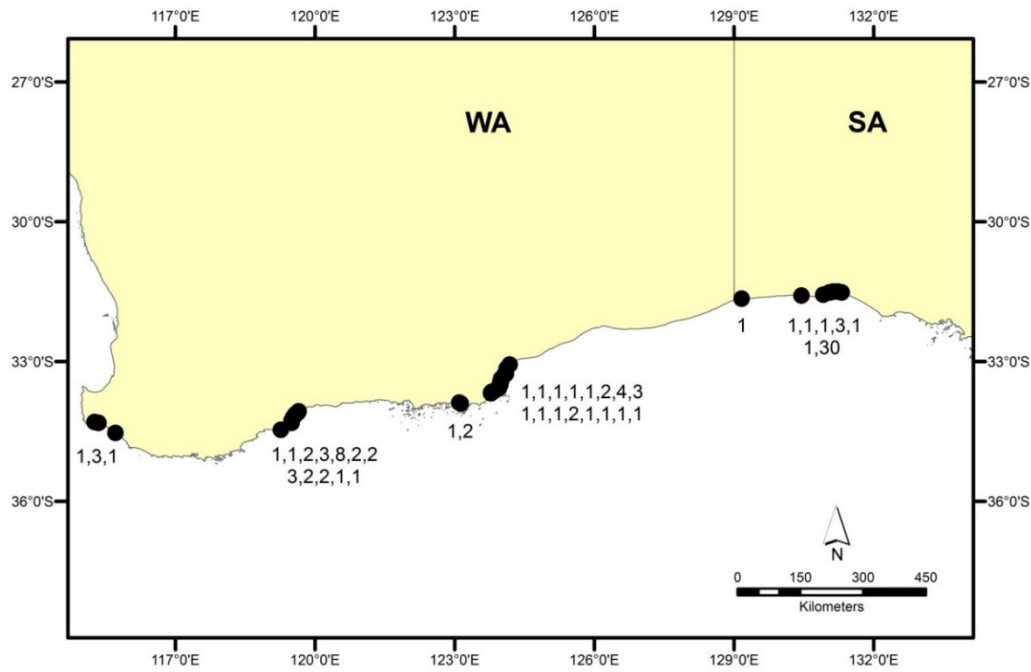 117°0'E 120°0'E 123°0'E 126°0'E 129°0'E 132°0'E
27°0'S 27°0'S
WA SA
30°0'S 30°0'S
1 1,1,1,3,1
1,30
33°0'S 33°0'S
1,1,1,1,1,2,4,3
1,1,1,2,1,1,1,1
1,2
1,3,1 1,1,2,3,8,2,2
3,2,2,1,1
36°0'S 36°0'S
N
0 150 300 450
Kilometers
117°0'E 120°0'E 123°0'E 126°0'E 129°0'E 132°0'E